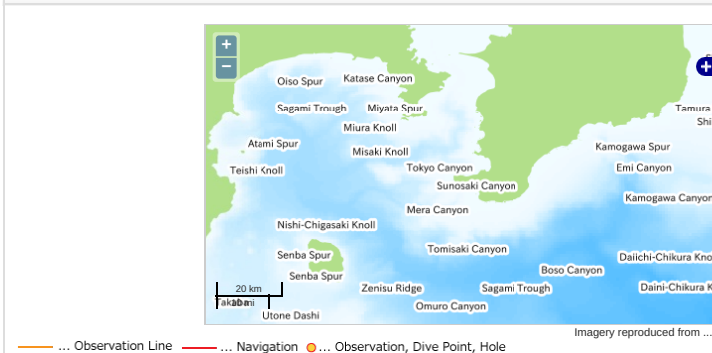 +
−
Oiso Spur
Katase Canyon
Sagami Trough
Miyata Spur
Tamura
Shi
Miura Knoll
Atami Spur
Misaki Knoll
Kamogawa Spur
Teishi Knoll
Tokyo Canyon
Emi Canyon
Sunosaki Canyon
Kamogawa Canyon
Mera Canyon
Nishi-Chigasaki Knoll
Tomisaki Canyon
Senba Spur
Daiichi-Chikura Kno
Boso Canyon
Senba Spur
20 km
Zenisu Ridge
Sagami Trough
Daini-Chikura K
10 mi
Omuro Canyon
Utone Dashi
Imagery reproduced from ...
... Observation Line
... Navigation
... Observation, Dive Point, Hole